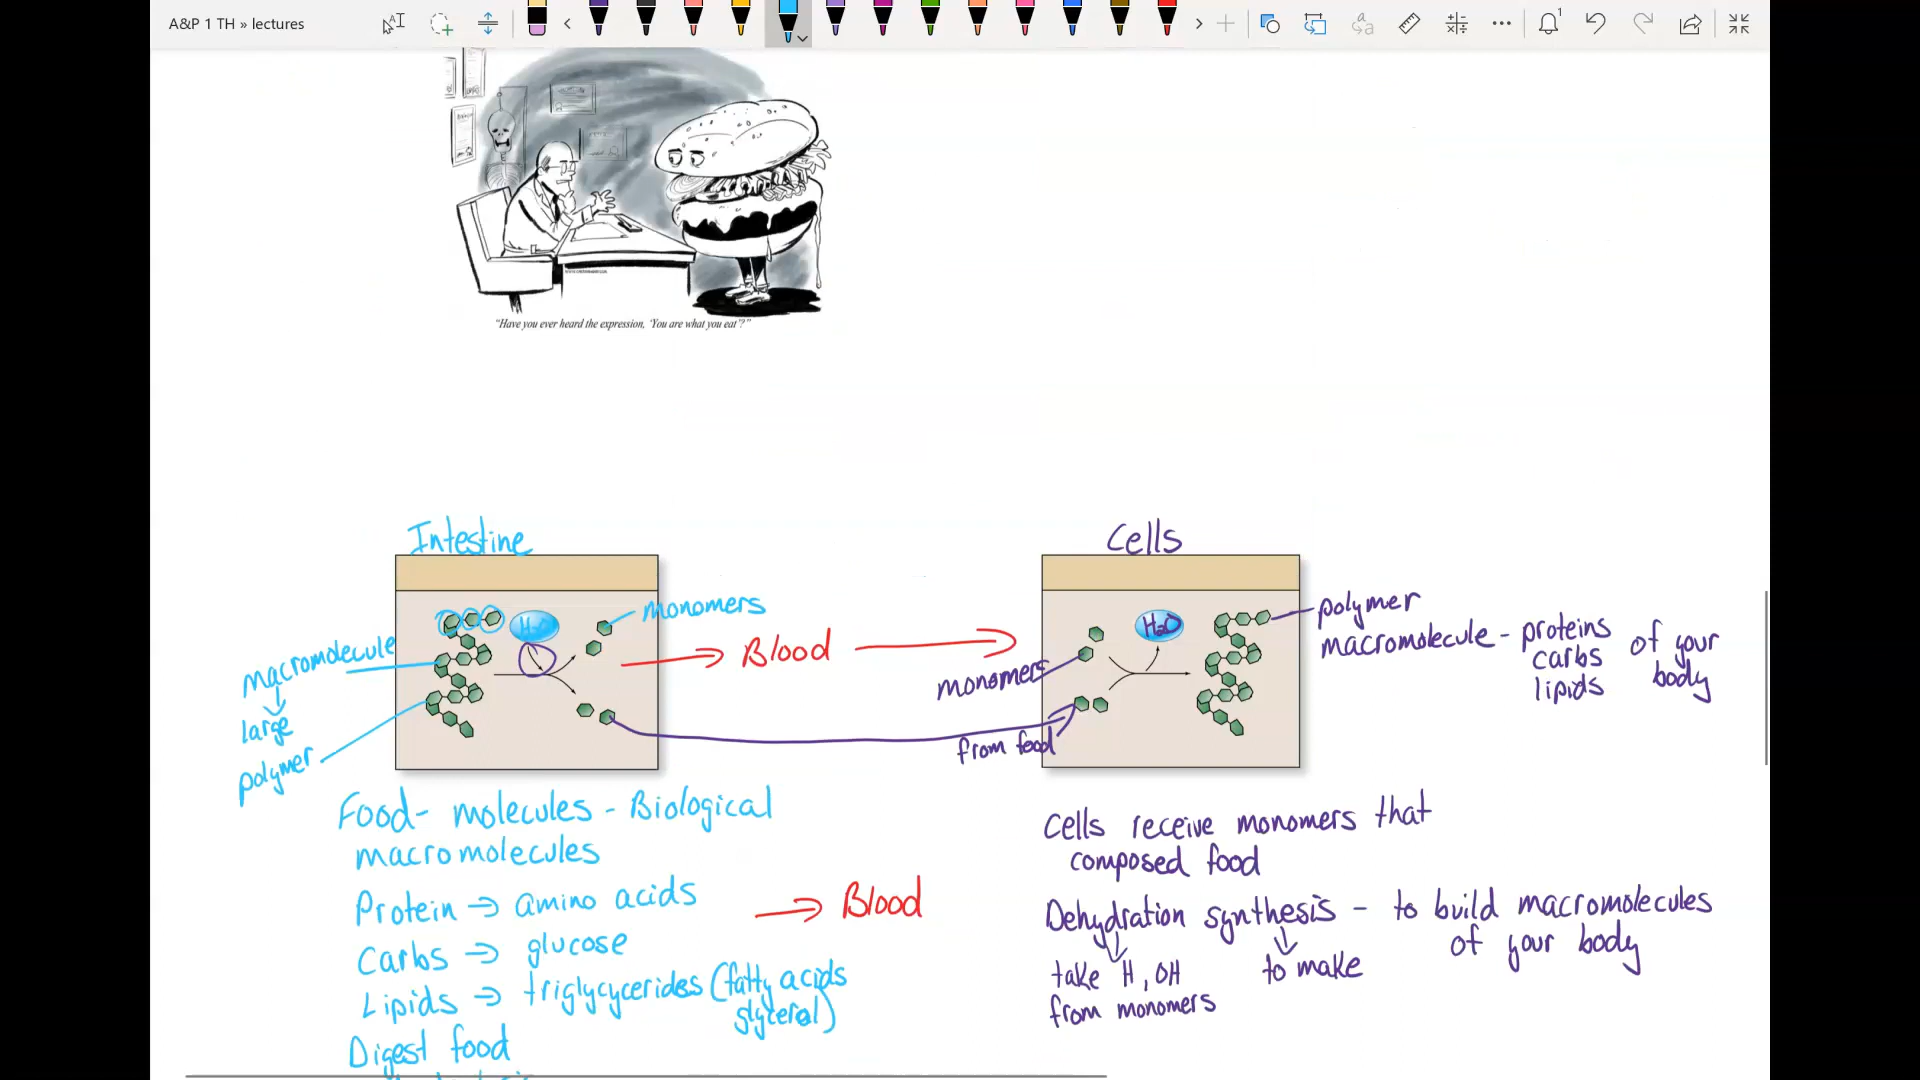 A&P 1 TH » lectures
"Have you ever heard the expression, 'You are what you eat'?"
Intestine
Cells
H₂O
monomers
macromolecule
large
polymer
Blood
monomers
from food
H₂O
polymer
macromolecule - proteins
carbs
lipids
of your
body
Food- molecules - Biological
macromolecules
Protein → amino acids
Carbs → glucose
Lipids → triglycycerides (fatty acids
glycerol)
Digest food
→ Blood
Cells receive monomers that
composed food
Dehydration synthesis - to build macromolecules
of your body
take H, OH
from monomers
to make